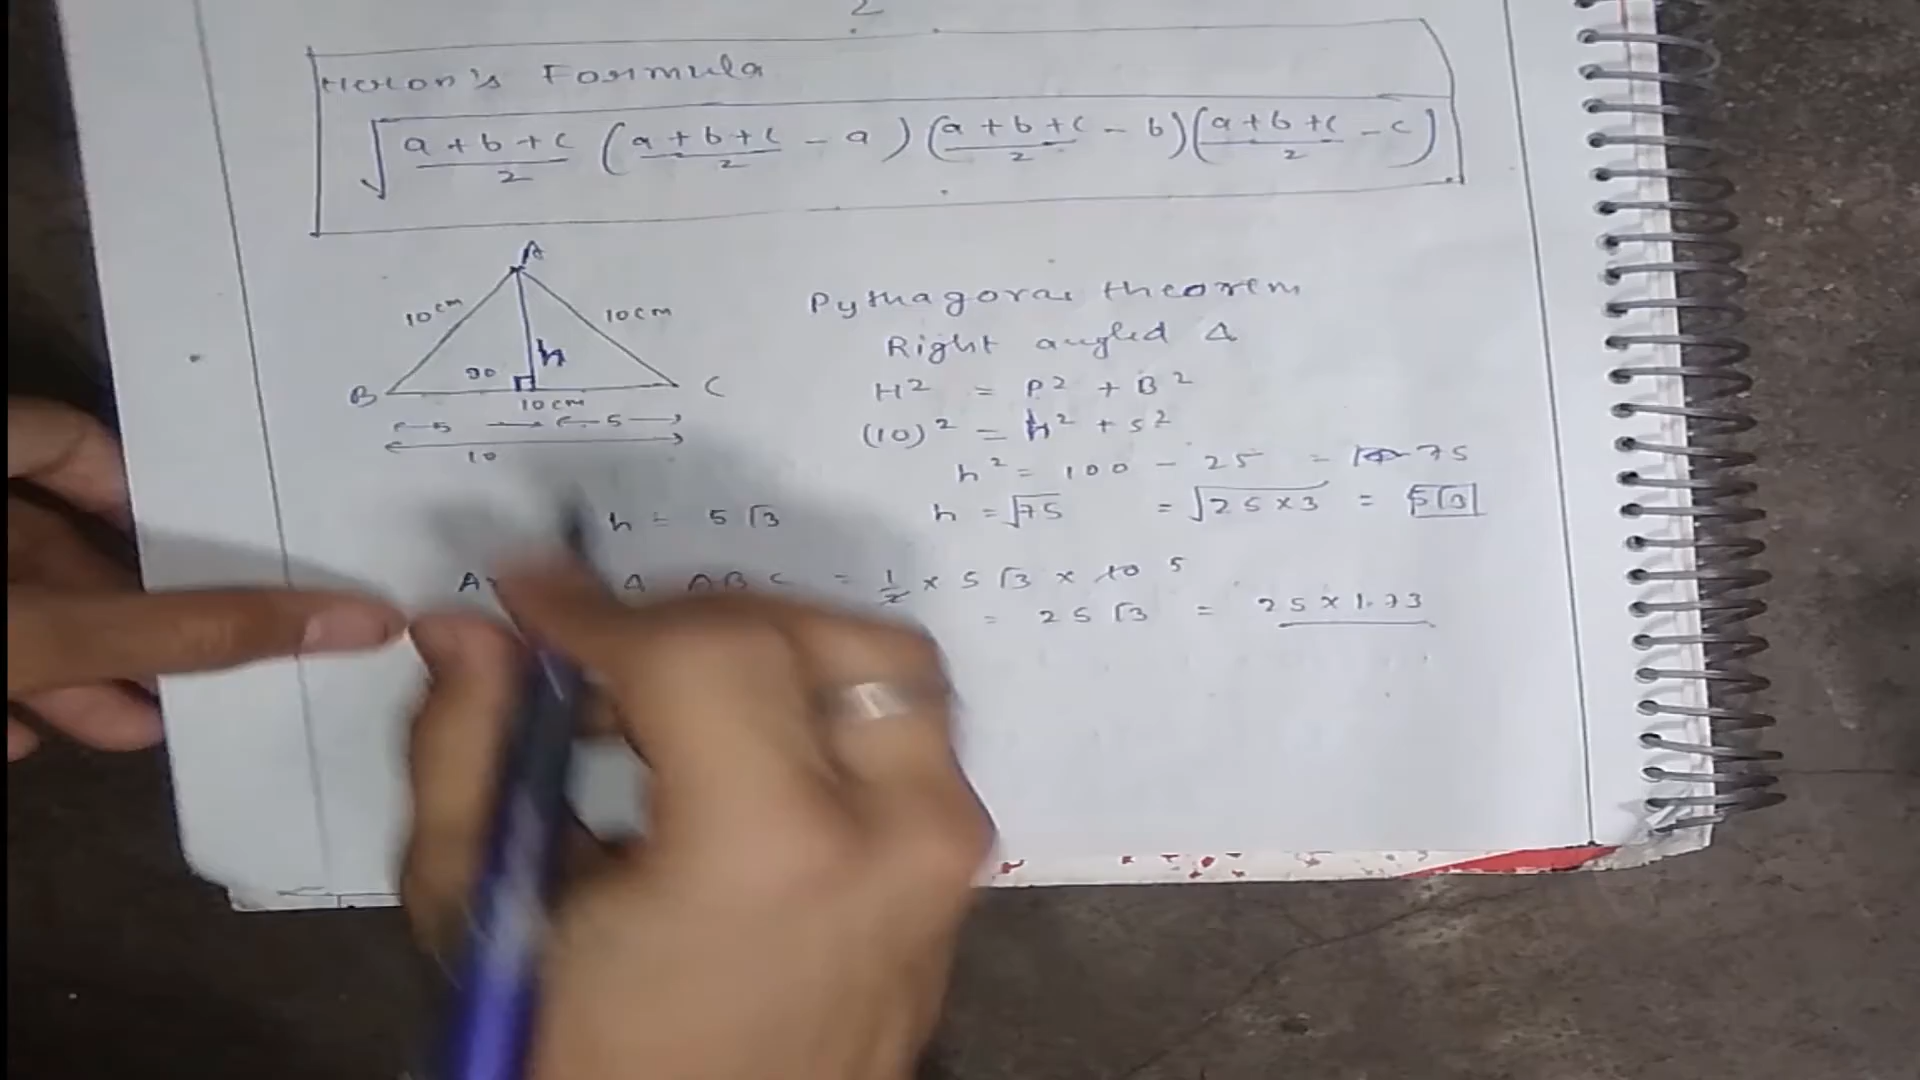 2
Heron's Formula
√ a+b+c/2 (a+b+c/2 - a) (a+b+c/2 - b) (a+b+c/2 - c)
A
10cm
10cm
h
90
B
C
10cm
5
5
10
Pythagoras theorem
Right angled Δ
H² = P² + B²
(10)² = h² + 5²
h² = 100 - 25 = 75
h = √75 = √25×3 = 5√3
h = 5√3
Δ ABC = 1/2 × 5√3 × 10 5
= 25√3 = 25×1.73